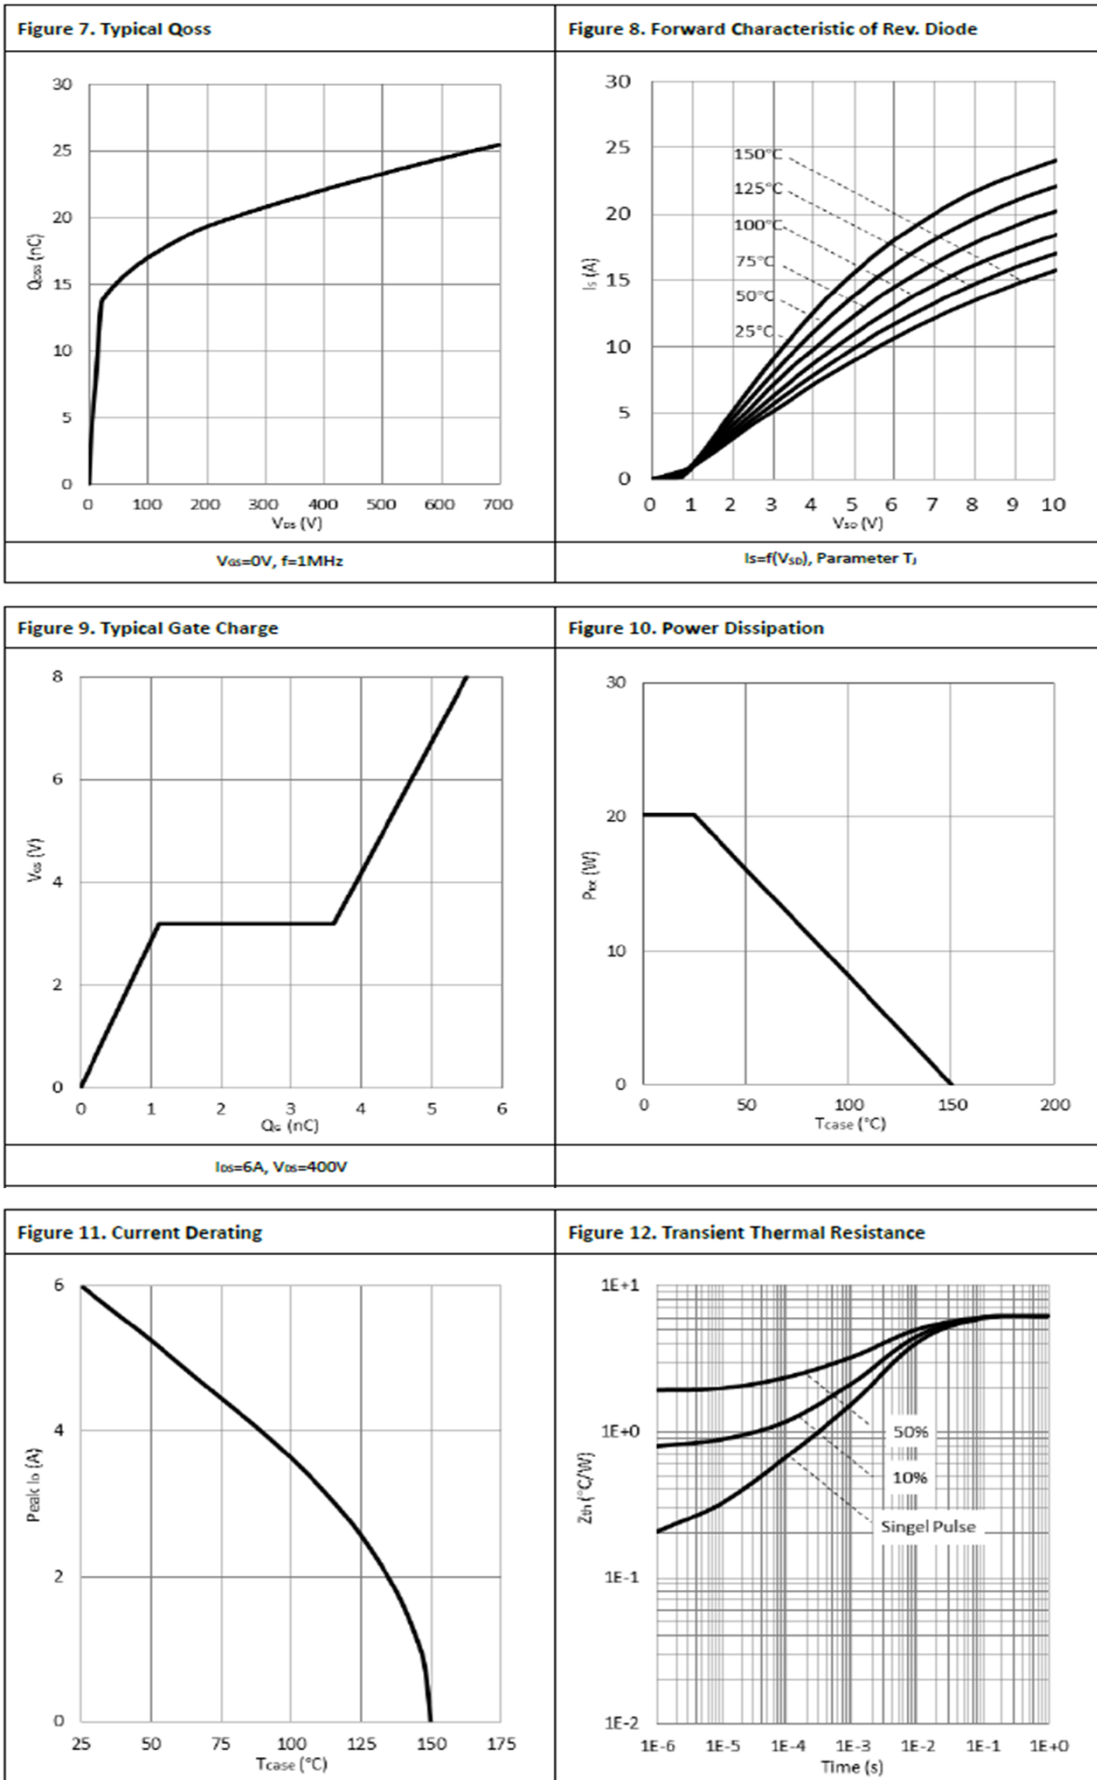 Figure 7. Typical Qoss
Figure 8. Forward Characteristic of Rev. Diode
30
25
20
15
10
5
0
Qoss (nC)
0 100 200 300 400 500 600 700
VDS (V)
VGS=0V, f=1MHz
30
25
20
15
10
5
0
IS (A)
150°C
125°C
100°C
75°C
50°C
25°C
0 1 2 3 4 5 6 7 8 9 10
VSD (V)
IS=f(VSD), Parameter TJ
Figure 9. Typical Gate Charge
Figure 10. Power Dissipation
8
6
4
2
0
VGS (V)
0 1 2 3 4 5 6
QG (nC)
IDS=6A, VDS=400V
30
20
10
0
(W)
0 50 100 150 200
Tcase (°C)
Figure 11. Current Derating
Figure 12. Transient Thermal Resistance
6
4
2
0
Peak ID (A)
25 50 75 100 125 150 175
Tcase (°C)
1E+1
1E+0
1E-1
1E-2
Zth (°C/W)
50%
10%
Singel Pulse
1E-6 1E-5 1E-4 1E-3 1E-2 1E-1 1E+0
Time (s)